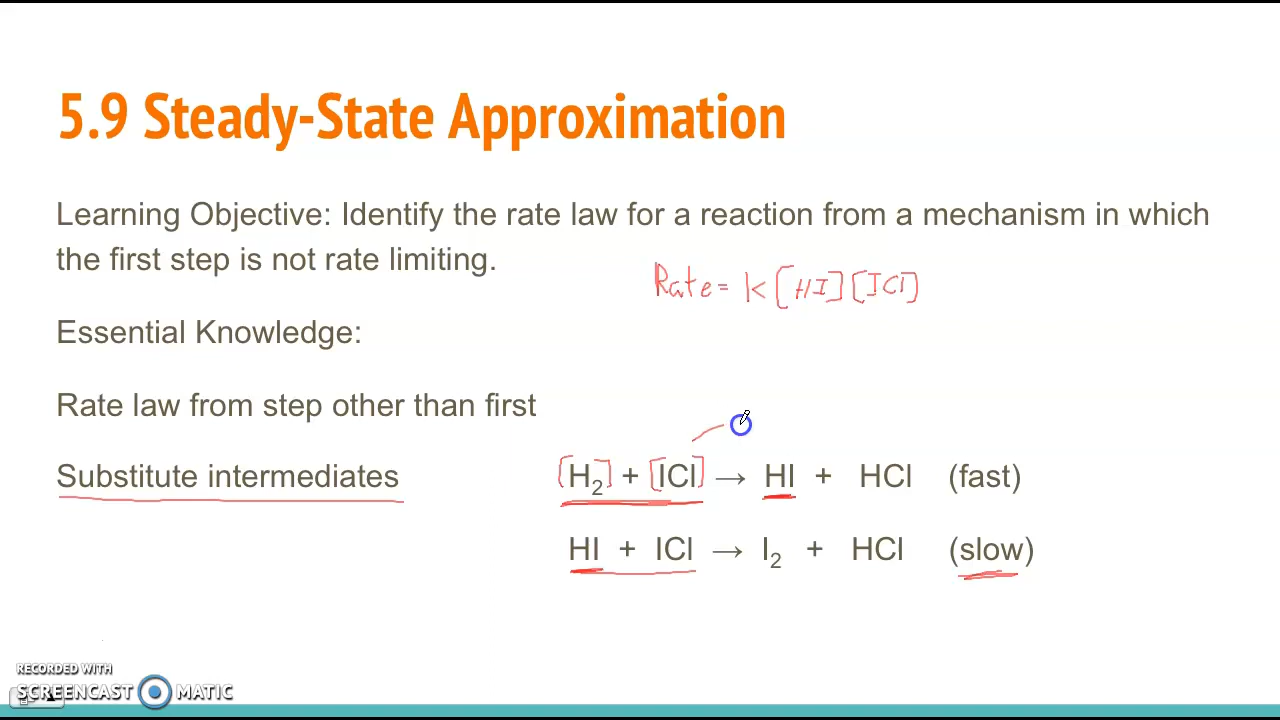 5.9 Steady-State Approximation
Learning Objective: Identify the rate law for a reaction from a mechanism in which
the first step is not rate limiting.
Rate = K[HI][ICl]
Essential Knowledge:
Rate law from step other than first
Substitute intermediates [H₂] + [ICl] → HI + HCl (fast)
HI + ICl → I₂ + HCl (slow)
RECORDED WITH
SCREENCAST MATIC